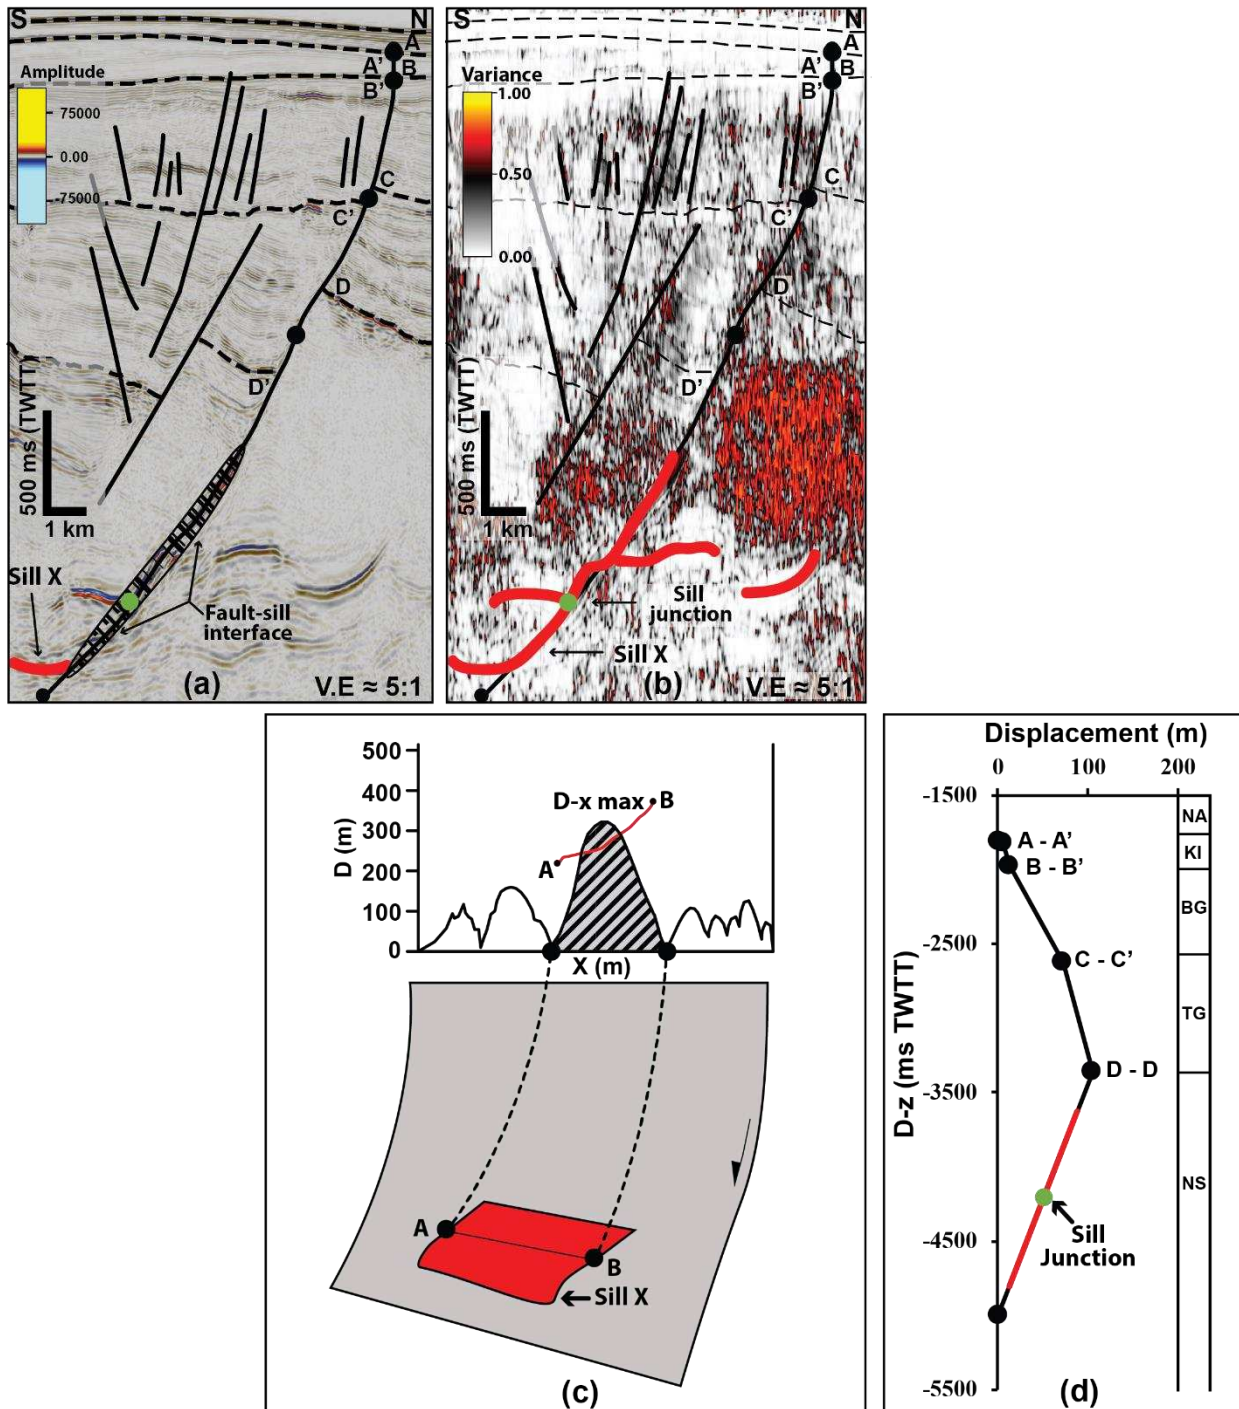 S
N
A
A'
B
B'
Amplitude
75000
0.00
-75000
C
C'
D
D'
500 ms (TWTT)
1 km
Sill X
Fault-sill
interface
(a)
V.E ≈ 5:1
S
N
A
A'
B
B'
Variance
1.00
0.50
0.00
C
C'
D
D'
500 ms (TWTT)
1 km
Sill
junction
Sill X
(b)
V.E ≈ 5:1
500
400
300
200
100
0
D (m)
D-x max
B
A
X (m)
A
B
Sill X
(c)
Displacement (m)
0
100
200
-1500
-2500
-3500
-4500
-5500
D-z (ms TWTT)
A - A'
B - B'
C - C'
D - D
Sill
Junction
NA
KI
BG
TG
NS
(d)